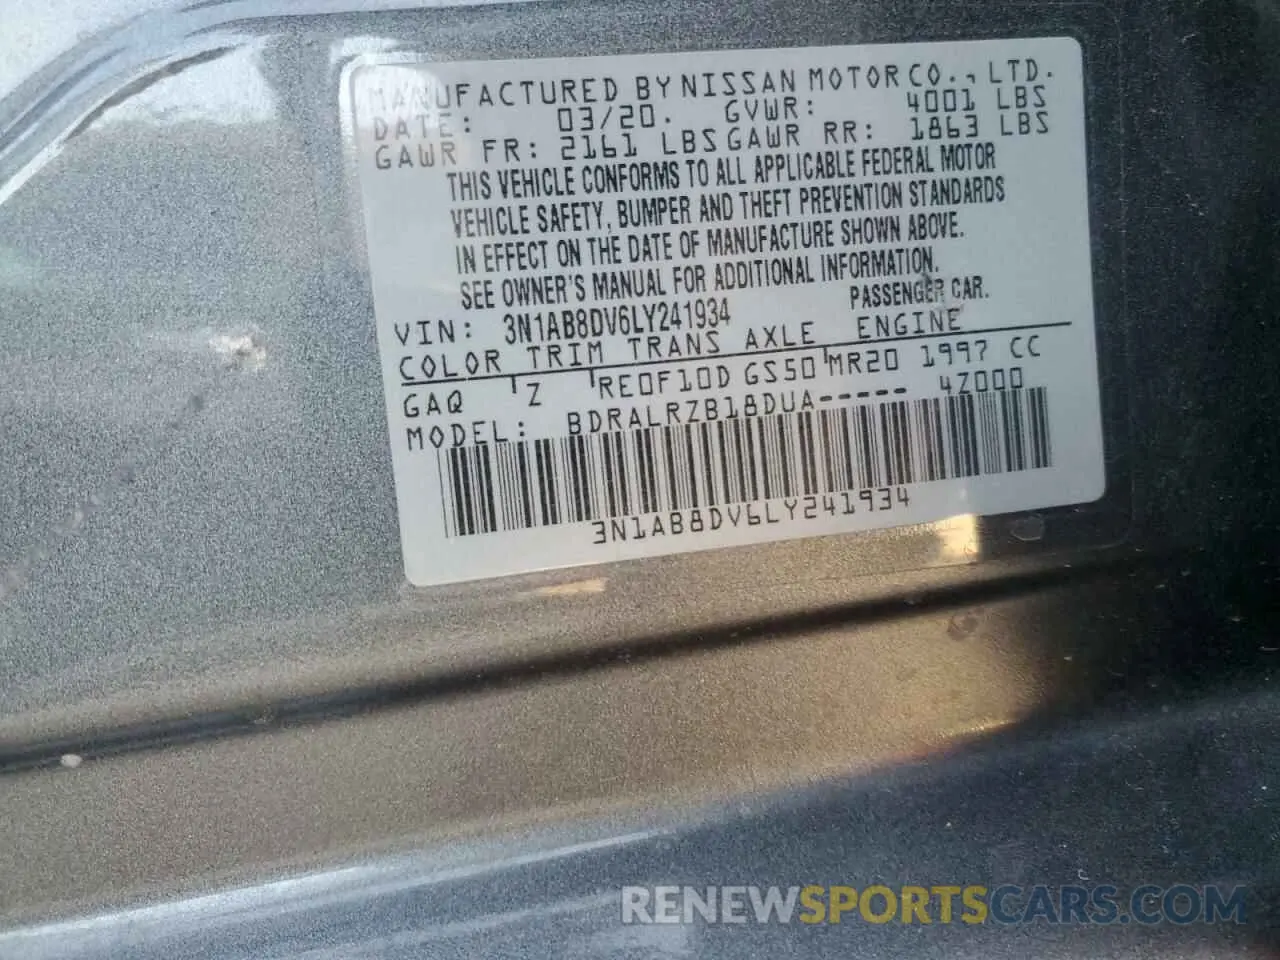 MANUFACTURED BY NISSAN MOTOR CO., LTD.
DATE: 03/20. GVWR: 4001 LBS
GAWR FR: 2161 LBS GAWR RR: 1863 LBS
THIS VEHICLE CONFORMS TO ALL APPLICABLE FEDERAL MOTOR
VEHICLE SAFETY, BUMPER AND THEFT PREVENTION STANDARDS
IN EFFECT ON THE DATE OF MANUFACTURE SHOWN ABOVE.
SEE OWNER'S MANUAL FOR ADDITIONAL INFORMATION.
VIN: 3N1AB8DV6LY241934 PASSENGER CAR.
COLOR TRIM TRANS AXLE ENGINE
GAQ Z RE0F10D GS50 MR20 1997 CC
MODEL: BDRALRZB18DUA----- 4Z000
3N1AB8DV6LY241934
RENEWSPORTSCARS.COM